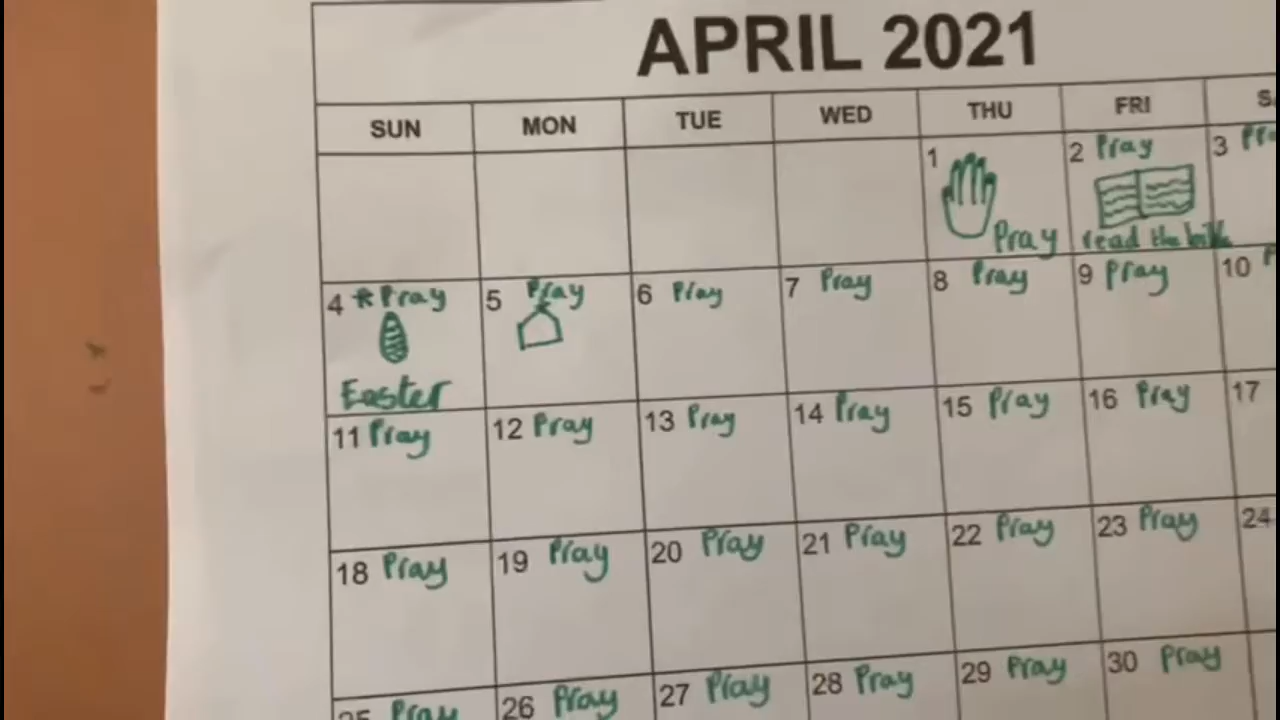 APRIL 2021
SUN MON TUE WED THU FRI
1 Pray
2 Pray
read the
3
4 Pray
Easter
5 Pray
6 Pray
7 Pray
8 Pray
9 Pray
10
11 Pray
12 Pray
13 Pray
14 Pray
15 Pray
16 Pray
17
18 Pray
19 Pray
20 Pray
21 Pray
22 Pray
23 Pray
24
25 Pray
26 Pray
27 Pray
28 Pray
29 Pray
30 Pray